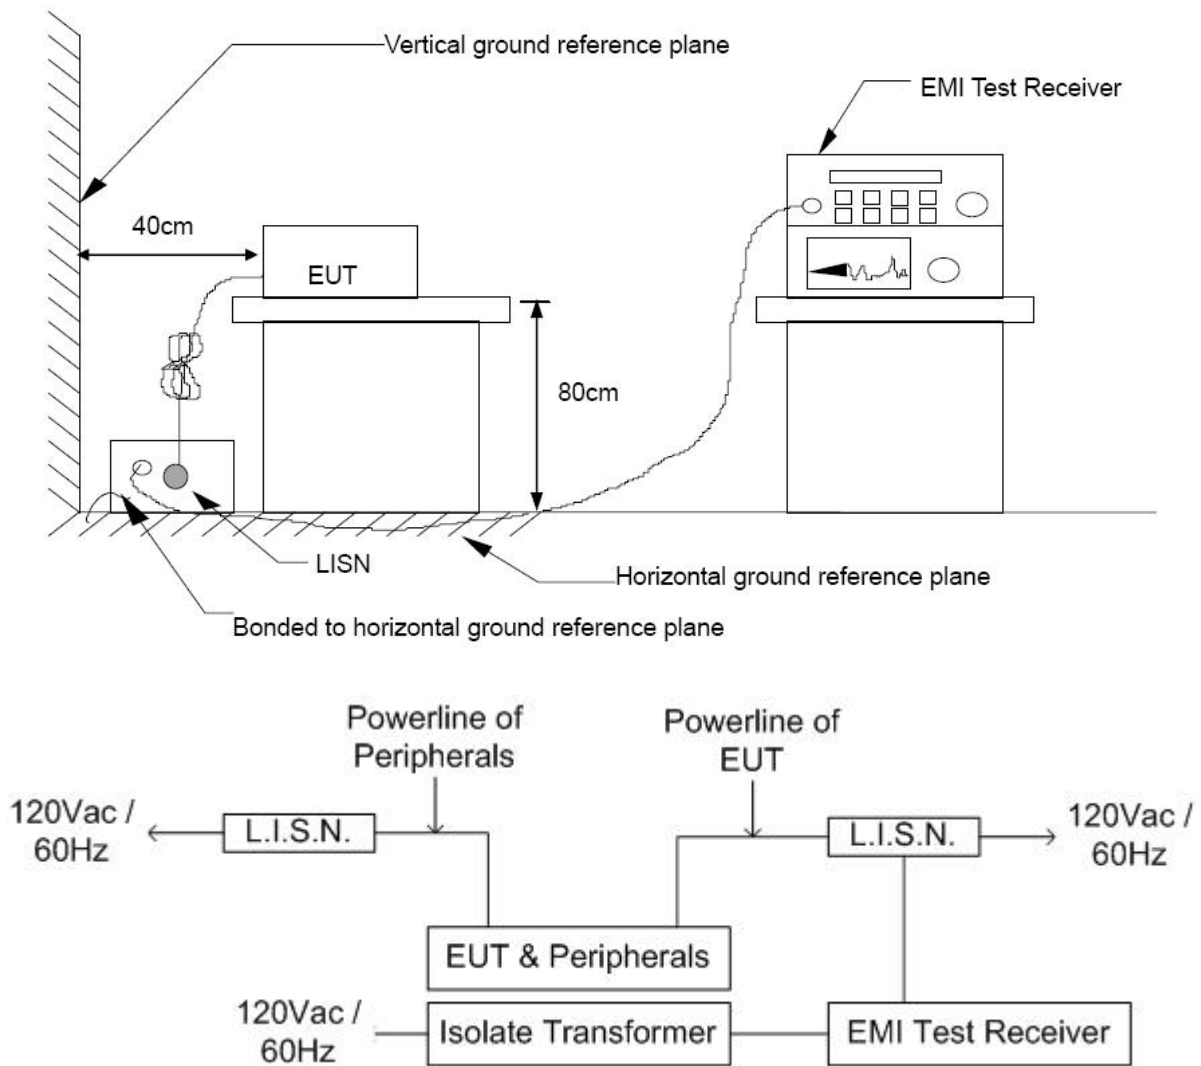 Vertical ground reference plane
EMI Test Receiver
40cm
EUT
80cm
LISN
Horizontal ground reference plane
Bonded to horizontal ground reference plane
Powerline of
Peripherals
Powerline of
EUT
120Vac /
60Hz
L.I.S.N.
L.I.S.N.
120Vac /
60Hz
EUT & Peripherals
120Vac /
60Hz
Isolate Transformer
EMI Test Receiver